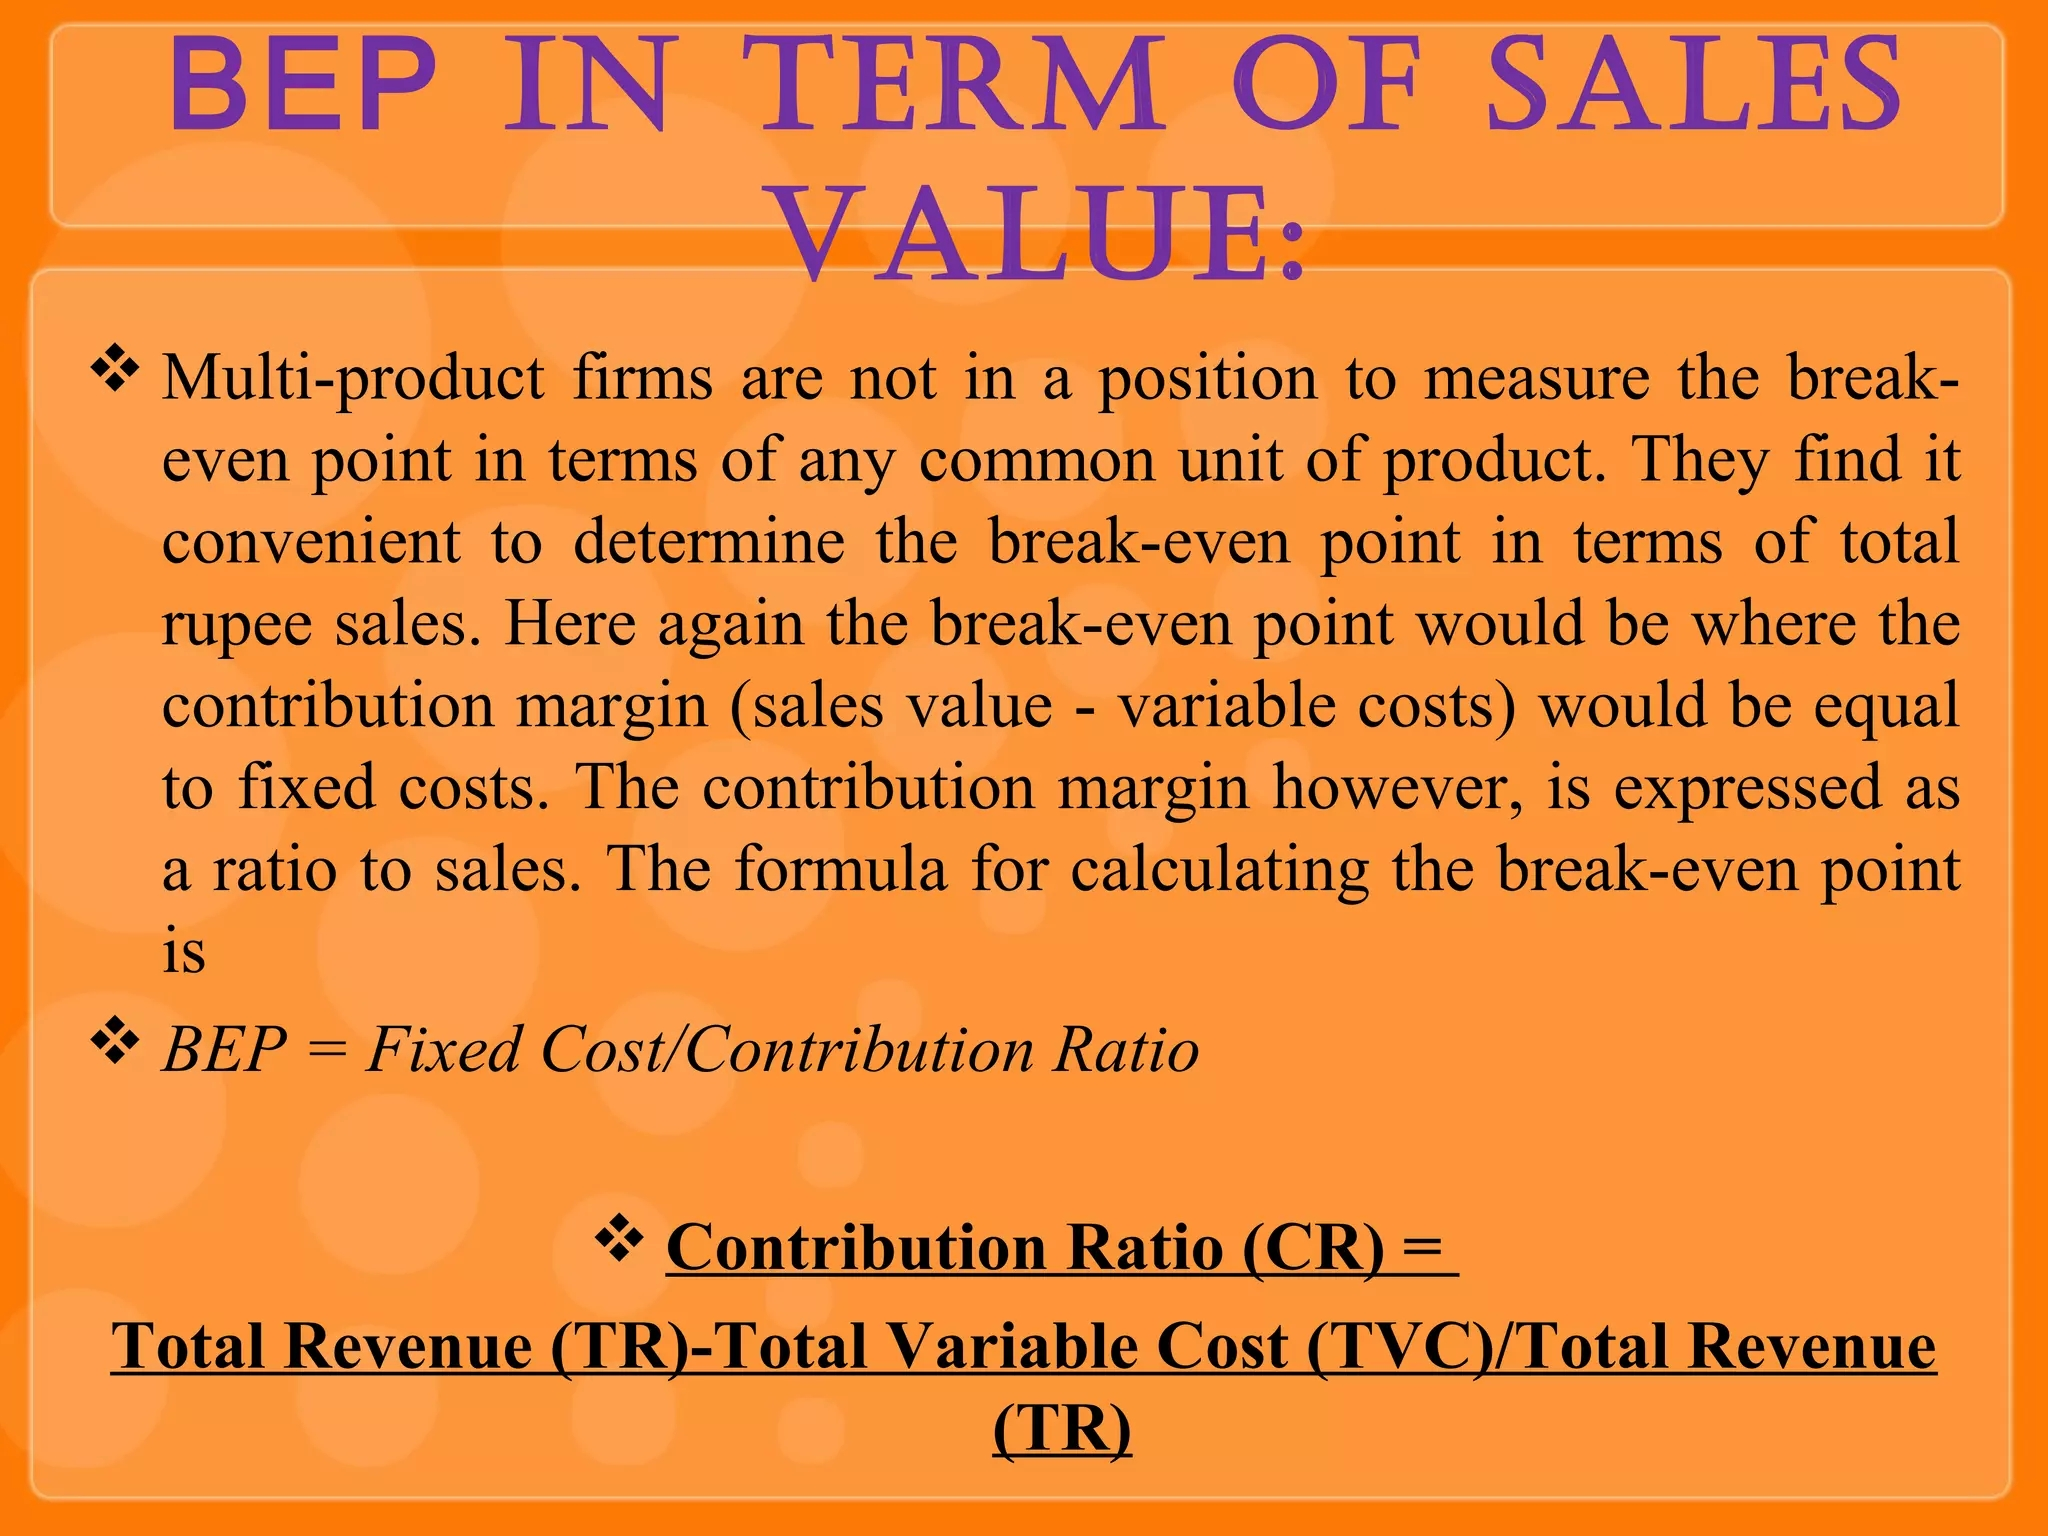 BEP IN TERM OF SALES
VALUE:
❖ Multi-product firms are not in a position to measure the break-
even point in terms of any common unit of product. They find it
convenient to determine the break-even point in terms of total
rupee sales. Here again the break-even point would be where the
contribution margin (sales value - variable costs) would be equal
to fixed costs. The contribution margin however, is expressed as
a ratio to sales. The formula for calculating the break-even point
is
❖ BEP = Fixed Cost/Contribution Ratio
❖ Contribution Ratio (CR) =
Total Revenue (TR)-Total Variable Cost (TVC)/Total Revenue
(TR)